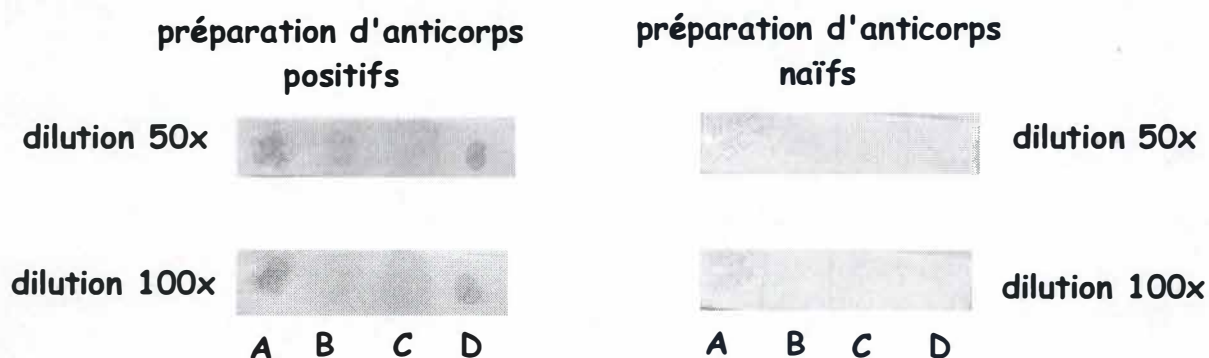 préparation d'anticorps
positifs
préparation d'anticorps
naïfs
dilution 50x
dilution 50x
dilution 100x
dilution 100x
A B C D
A B C D